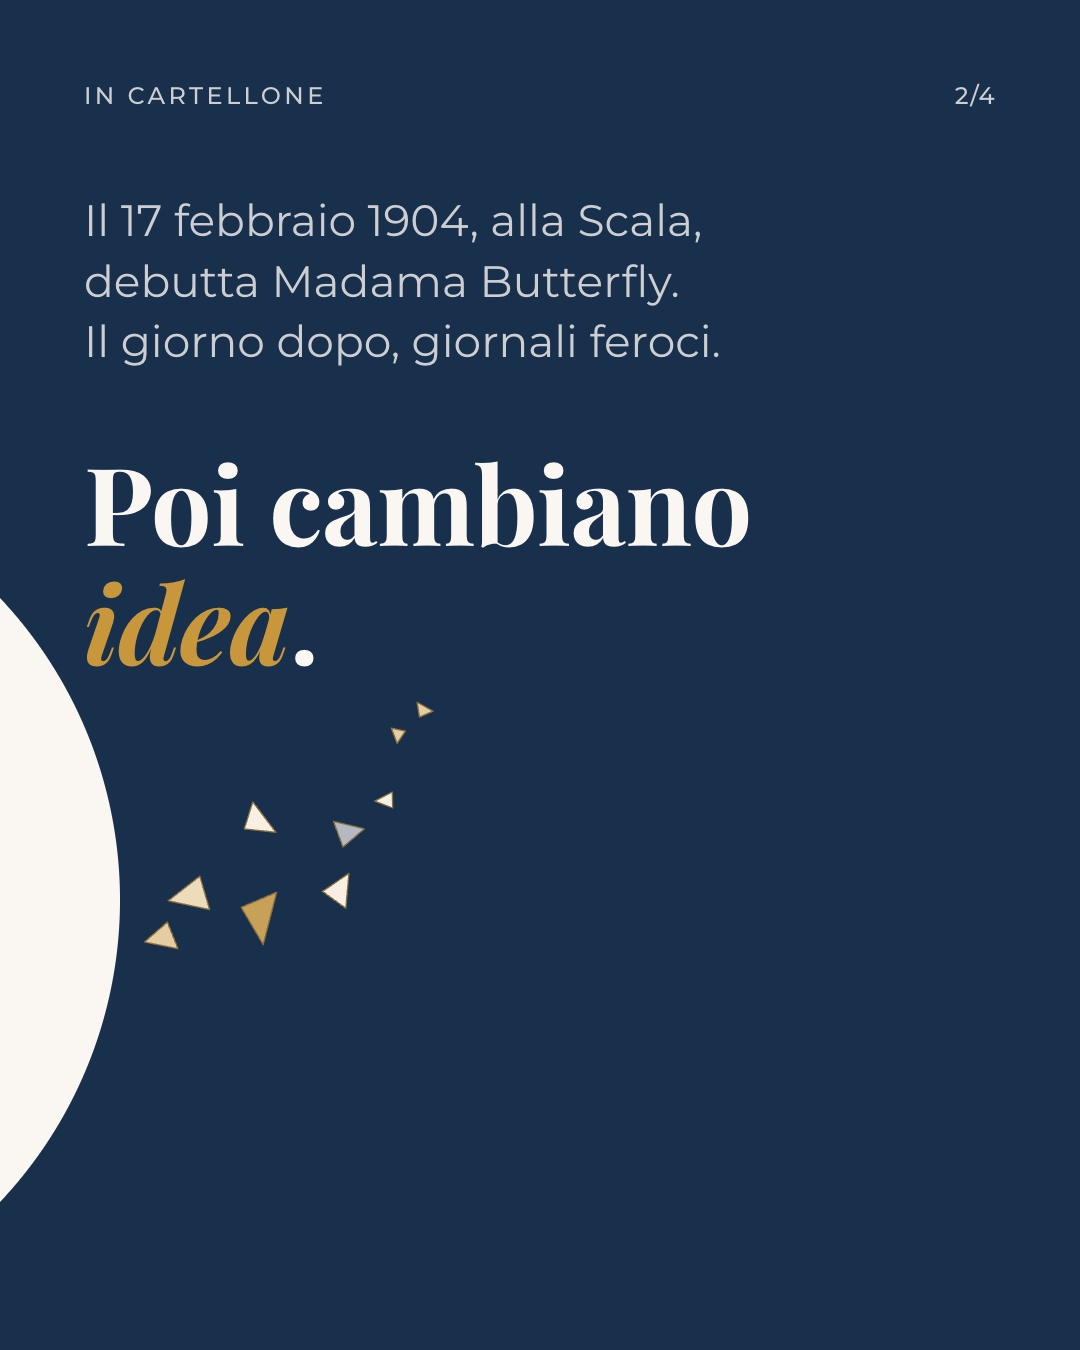 IN CARTELLONE
2/4
Il 17 febbraio 1904, alla Scala,
debutta Madama Butterfly.
Il giorno dopo, giornali feroci.
Poi cambiano
idea.